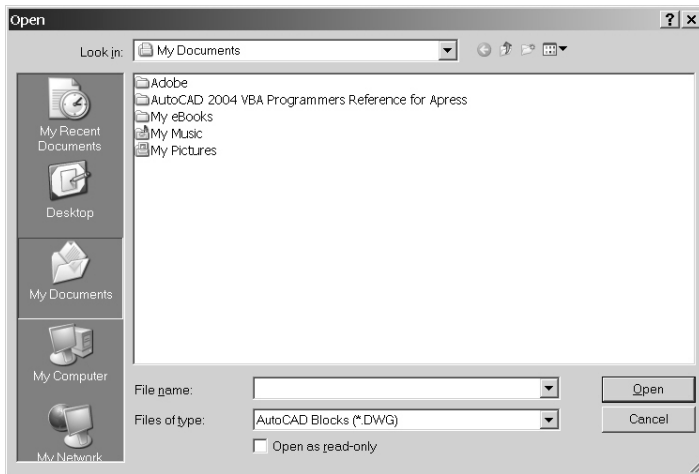 Open
Look in: My Documents
My Recent
Documents
Desktop
My Documents
My Computer
My Network
Adobe
AutoCAD 2004 VBA Programmers Reference for Apress
My eBooks
My Music
My Pictures
File name:
Open
Files of type: AutoCAD Blocks (*.DWG)
Cancel
Open as read-only